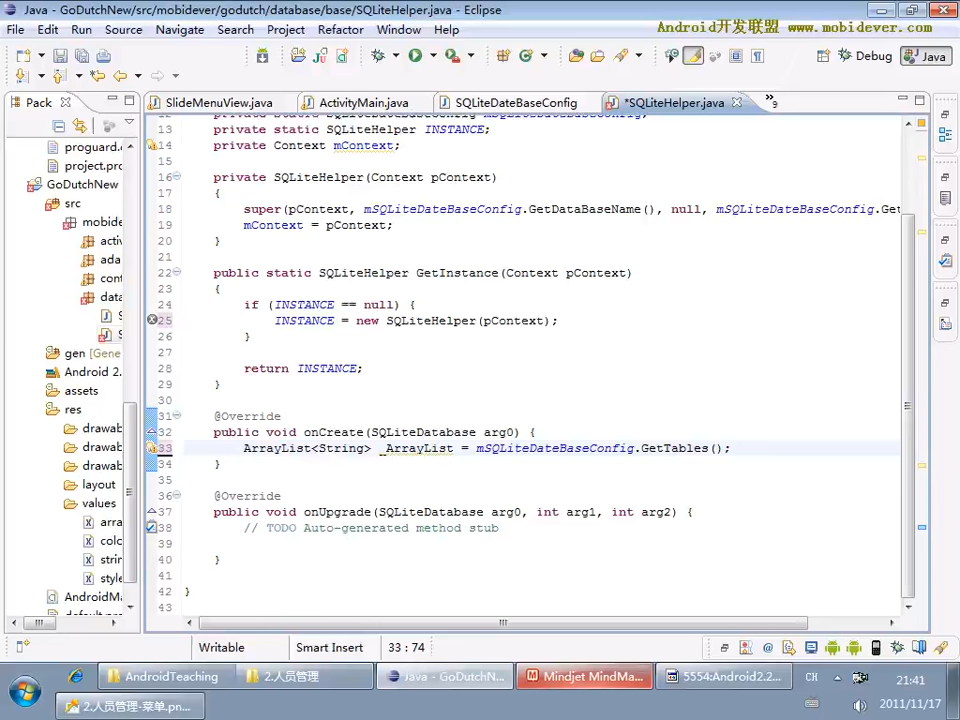 Java - GoDutchNew/src/mobidever/godutch/database/base/SQLiteHelper.java - Eclipse
File Edit Run Source Navigate Search Project Refactor Window Help
Android开发联盟 www.mobidever.com
Debug Java
Pack
SlideMenuView.java ActivityMain.java SQLiteDateBaseConfig *SQLiteHelper.java 9
13 private static SQLiteHelper INSTANCE;
14 private Context mContext;
15
16 private SQLiteHelper(Context pContext)
17 {
18 super(pContext, mSQLiteDateBaseConfig.GetDataBaseName(), null, mSQLiteDateBaseConfig.Get
19 mContext = pContext;
20 }
21
22 public static SQLiteHelper GetInstance(Context pContext)
23 {
24 if (INSTANCE == null) {
25 INSTANCE = new SQLiteHelper(pContext);
26 }
27
28 return INSTANCE;
29 }
30
31 @Override
32 public void onCreate(SQLiteDatabase arg0) {
33 ArrayList<String> _ArrayList = mSQLiteDateBaseConfig.GetTables();
34 }
35
36 @Override
37 public void onUpgrade(SQLiteDatabase arg0, int arg1, int arg2) {
38 // TODO Auto-generated method stub
39
40 }
41
42 }
43
proguard.
project.pro
GoDutchNew
src
mobide
activ
ada
cont
data
S
S
gen [Gene
Android 2.
assets
res
drawab
drawab
drawab
layout
values
arra
colo
strin
style
AndroidMa
default.pro
Writable Smart Insert 33 : 74
AndroidTeaching 2.人员管理 Java - GoDutchN... Mindjet MindMa... 5554:Android2.2... CH 21:41
2.人员管理-菜单.pn... 2011/11/17